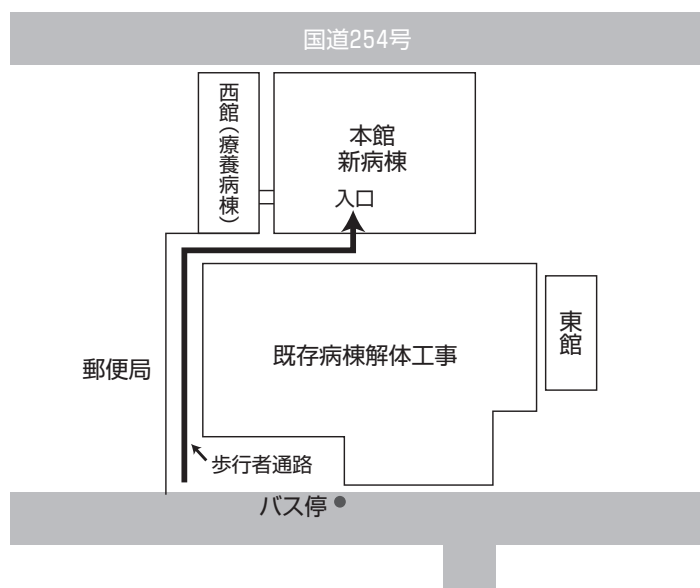 国道254号
西館(療養病棟)
本館
新病棟
入口
東館
既存病棟解体工事
郵便局
歩行者通路
バス停